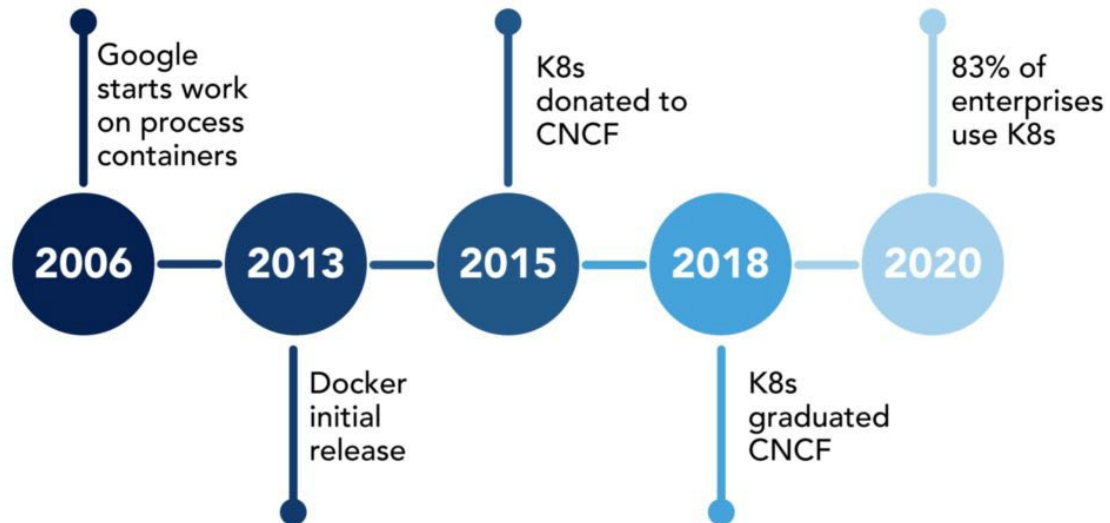 Google
starts work
on process
containers
K8s
donated to
CNCF
83% of
enterprises
use K8s
2006
2013
2015
2018
2020
Docker
initial
release
K8s
graduated
CNCF